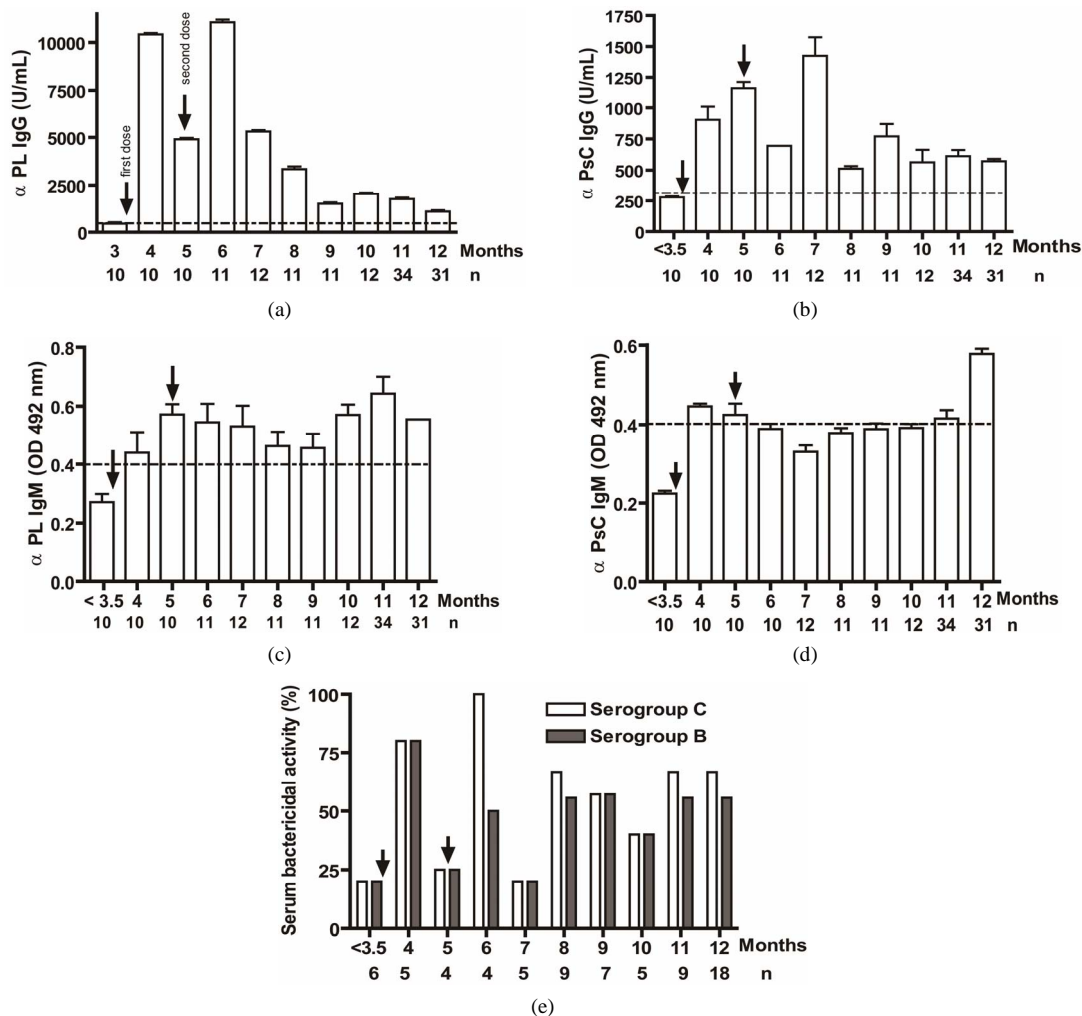 α PL IgG (U/mL)
10000
7500
5000
2500
0
first dose
second dose
3 4 5 6 7 8 9 10 11 12 Months
10 10 10 11 12 11 11 12 34 31 n
(a)
α PsC IgG (U/mL)
1750
1500
1250
1000
750
500
250
0
<3.5 4 5 6 7 8 9 10 11 12 Months
10 10 10 11 12 11 11 12 34 31 n
(b)
α PL IgM (OD 492 nm)
0.8
0.6
0.4
0.2
0.0
< 3.5 4 5 6 7 8 9 10 11 12 Months
10 10 10 11 12 11 11 12 34 31 n
(c)
α PsC IgM (OD 492 nm)
0.6
0.4
0.2
0.0
<3.5 4 5 6 7 8 9 10 11 12 Months
10 10 10 10 12 11 11 12 34 31 n
(d)
Serum bactericidal activity (%)
100
75
50
25
0
Serogroup C
Serogroup B
<3.5 4 5 6 7 8 9 10 11 12 Months
6 5 4 4 5 9 7 5 9 18 n
(e)